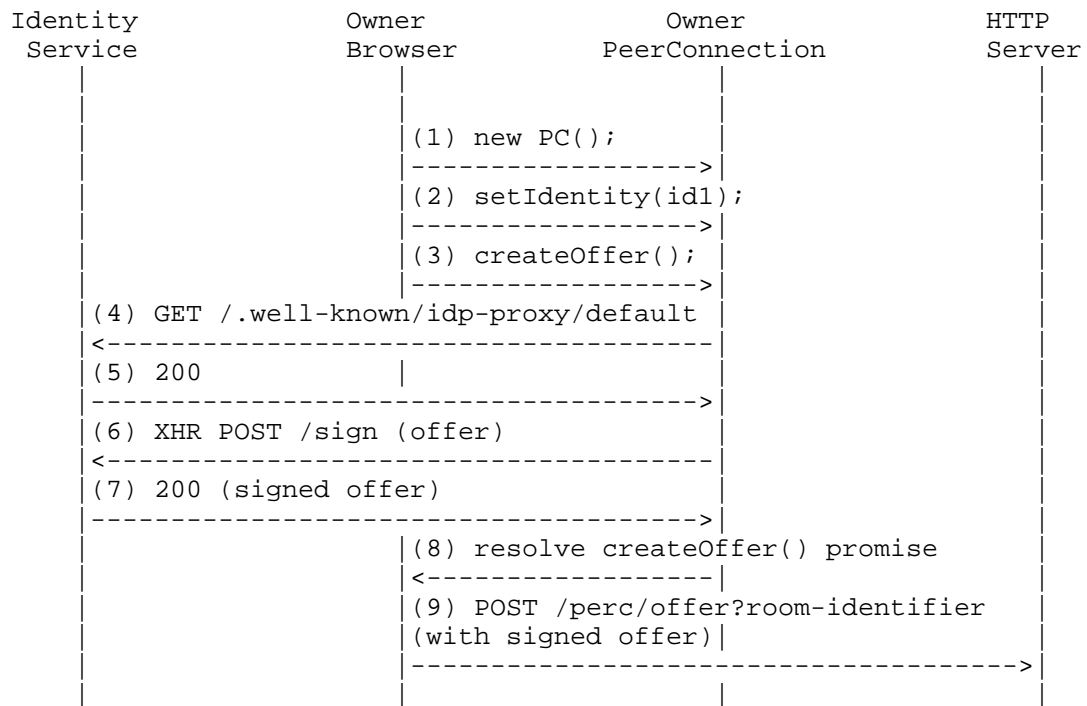 Identity Owner Owner HTTP
Service Browser PeerConnection Server
(1) new PC();
(2) setIdentity(id1);
(3) createOffer();
(4) GET /.well-known/idp-proxy/default
(5) 200
(6) XHR POST /sign (offer)
(7) 200 (signed offer)
(8) resolve createOffer() promise
(9) POST /perc/offer?room-identifier
(with signed offer)